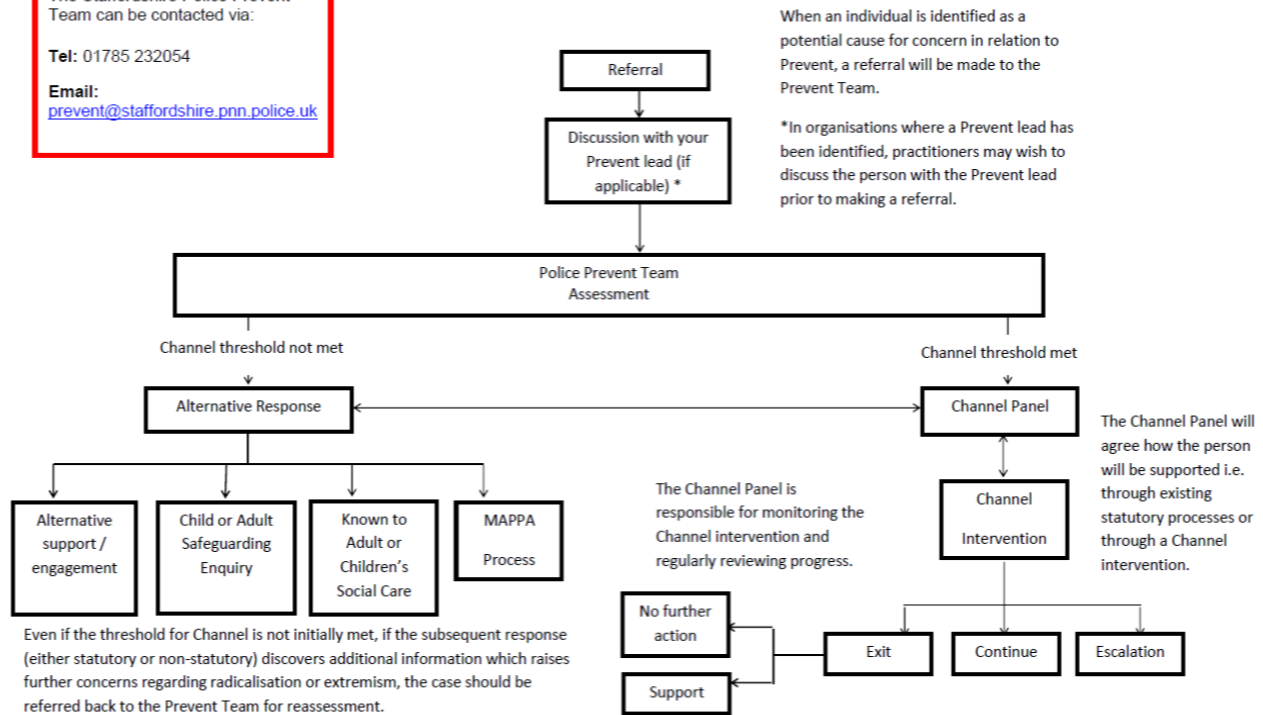 Team can be contacted via:
Tel: 01785 232054
Email:
prevent@staffordshire.pnn.police.uk
When an individual is identified as a
potential cause for concern in relation to
Prevent, a referral will be made to the
Prevent Team.
*In organisations where a Prevent lead has
been identified, practitioners may wish to
discuss the person with the Prevent lead
prior to making a referral.
Referral
Discussion with your
Prevent lead (if
applicable) *
Police Prevent Team
Assessment
Channel threshold not met
Channel threshold met
Alternative Response
Channel Panel
The Channel Panel will
agree how the person
will be supported i.e.
through existing
statutory processes or
through a Channel
intervention.
Alternative
support /
engagement
Child or Adult
Safeguarding
Enquiry
Known to
Adult or
Children's
Social Care
MAPPA
Process
The Channel Panel is
responsible for monitoring the
Channel intervention and
regularly reviewing progress.
Channel
Intervention
No further
action
Support
Exit
Continue
Escalation
Even if the threshold for Channel is not initially met, if the subsequent response
(either statutory or non-statutory) discovers additional information which raises
further concerns regarding radicalisation or extremism, the case should be
referred back to the Prevent Team for reassessment.